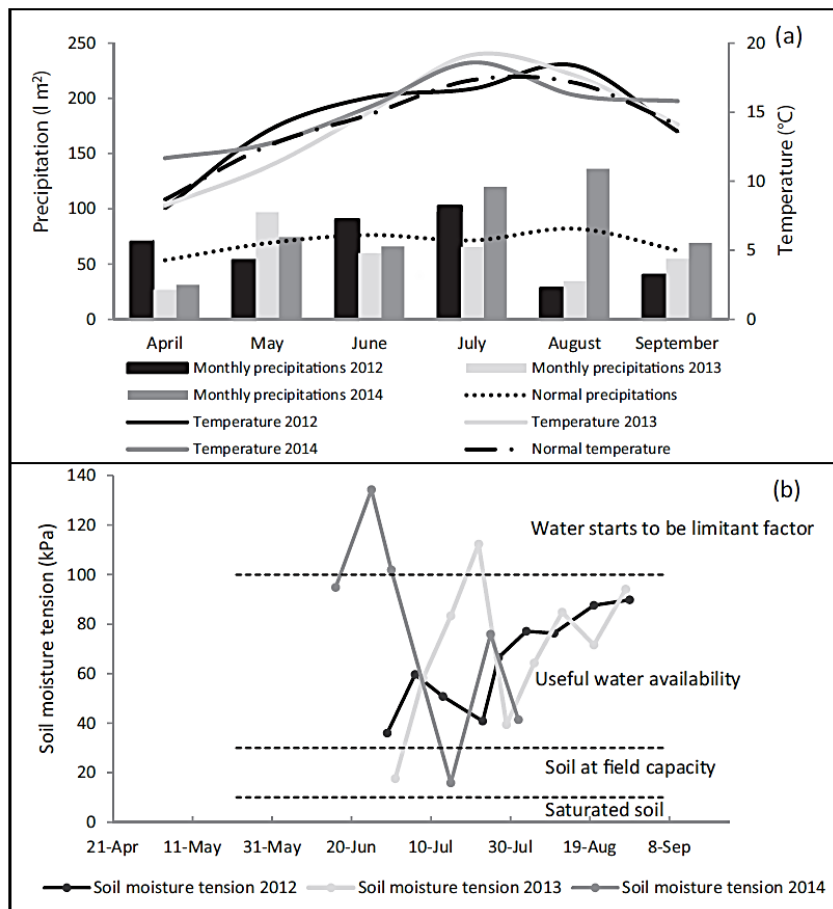 (a)
250
200
150
100
50
0
Precipitation (l m²)
20
15
10
5
0
Temperature (°C)
April May June July August September
Monthly precipitations 2012 Monthly precipitations 2013
Monthly precipitations 2014 Normal precipitations
Temperature 2012 Temperature 2013
Temperature 2014 Normal temperature
(b)
140
120
100
80
60
40
20
0
Soil moisture tension (kPa)
Water starts to be limitant factor
Useful water availability
Soil at field capacity
Saturated soil
21-Apr 11-May 31-May 20-Jun 10-Jul 30-Jul 19-Aug 8-Sep
Soil moisture tension 2012 Soil moisture tension 2013 Soil moisture tension 2014